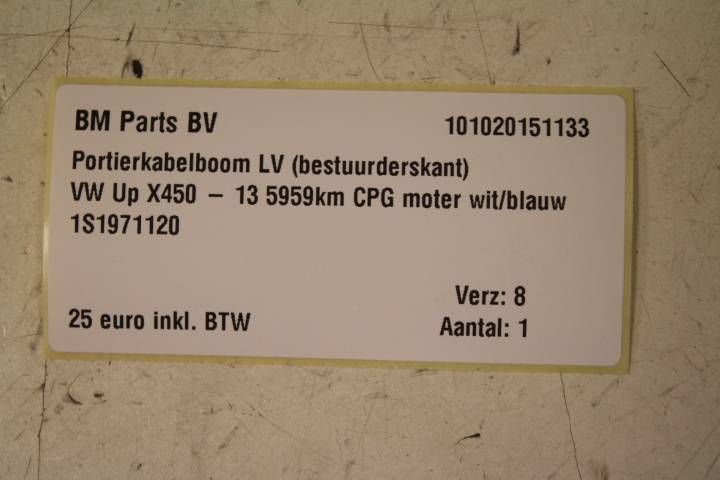 BM Parts BV 101020151133
Portierkabelboom LV (bestuurderskant)
VW Up X450 – 13 5959km CPG moter wit/blauw
1S1971120
Verz: 8
25 euro inkl. BTW Aantal: 1